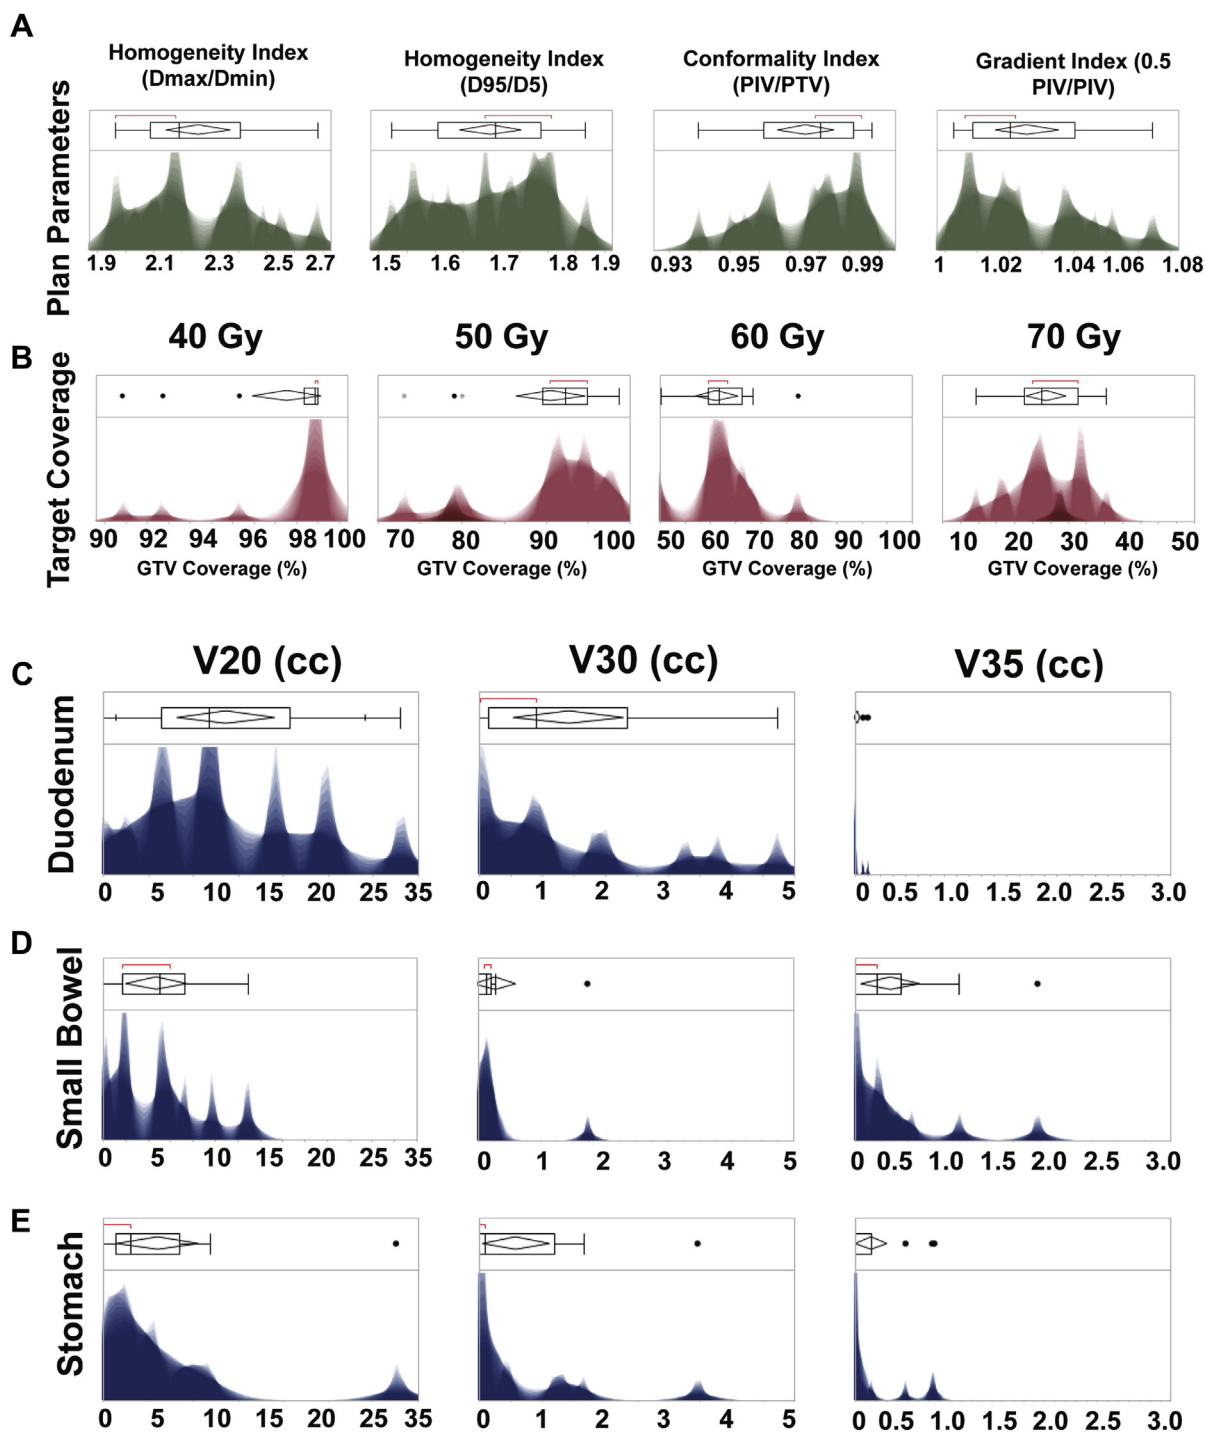 A
Plan Parameters
Homogeneity Index
(Dmax/Dmin)
Homogeneity Index
(D95/D5)
Conformality Index
(PIV/PTV)
Gradient Index (0.5
PIV/PIV)
1.9 2.1 2.3 2.5 2.7
1.5 1.6 1.7 1.8 1.9
0.93 0.95 0.97 0.99
1 1.02 1.04 1.06 1.08
B
Target Coverage
40 Gy
50 Gy
60 Gy
70 Gy
90 92 94 96 98 100
70 80 90 100
50 60 70 80 90 100
10 20 30 40 50
GTV Coverage (%)
GTV Coverage (%)
GTV Coverage (%)
GTV Coverage (%)
C
Duodenum
V20 (cc)
V30 (cc)
V35 (cc)
0 5 10 15 20 25 35
0 1 2 3 4 5
0 0.5 1.0 1.5 2.0 2.5 3.0
D
Small Bowel
0 5 10 15 20 25 35
0 1 2 3 4 5
0 0.5 1.0 1.5 2.0 2.5 3.0
E
Stomach
0 5 10 15 20 25 35
0 1 2 3 4 5
0 0.5 1.0 1.5 2.0 2.5 3.0